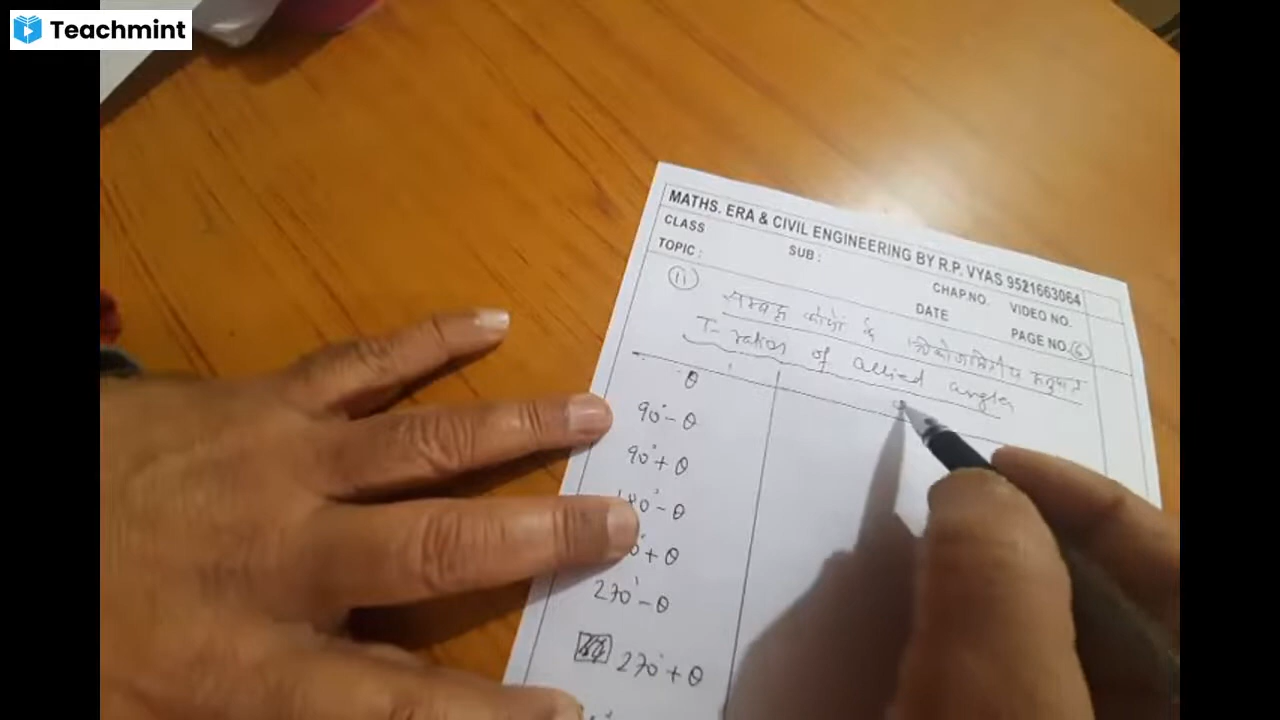 Teachmint
MATHS. ERA & CIVIL ENGINEERING BY R.P. VYAS 9521663064
CLASS SUB : CHAP.NO. VIDEO NO.
TOPIC : DATE PAGE NO. 6
11 सम्बद्ध कोणों के त्रिकोणमितीय अनुपात
T-ratios of allied angles
θ
90°-θ
90°+θ
180°-θ
0°+θ
270°-θ
270°+θ